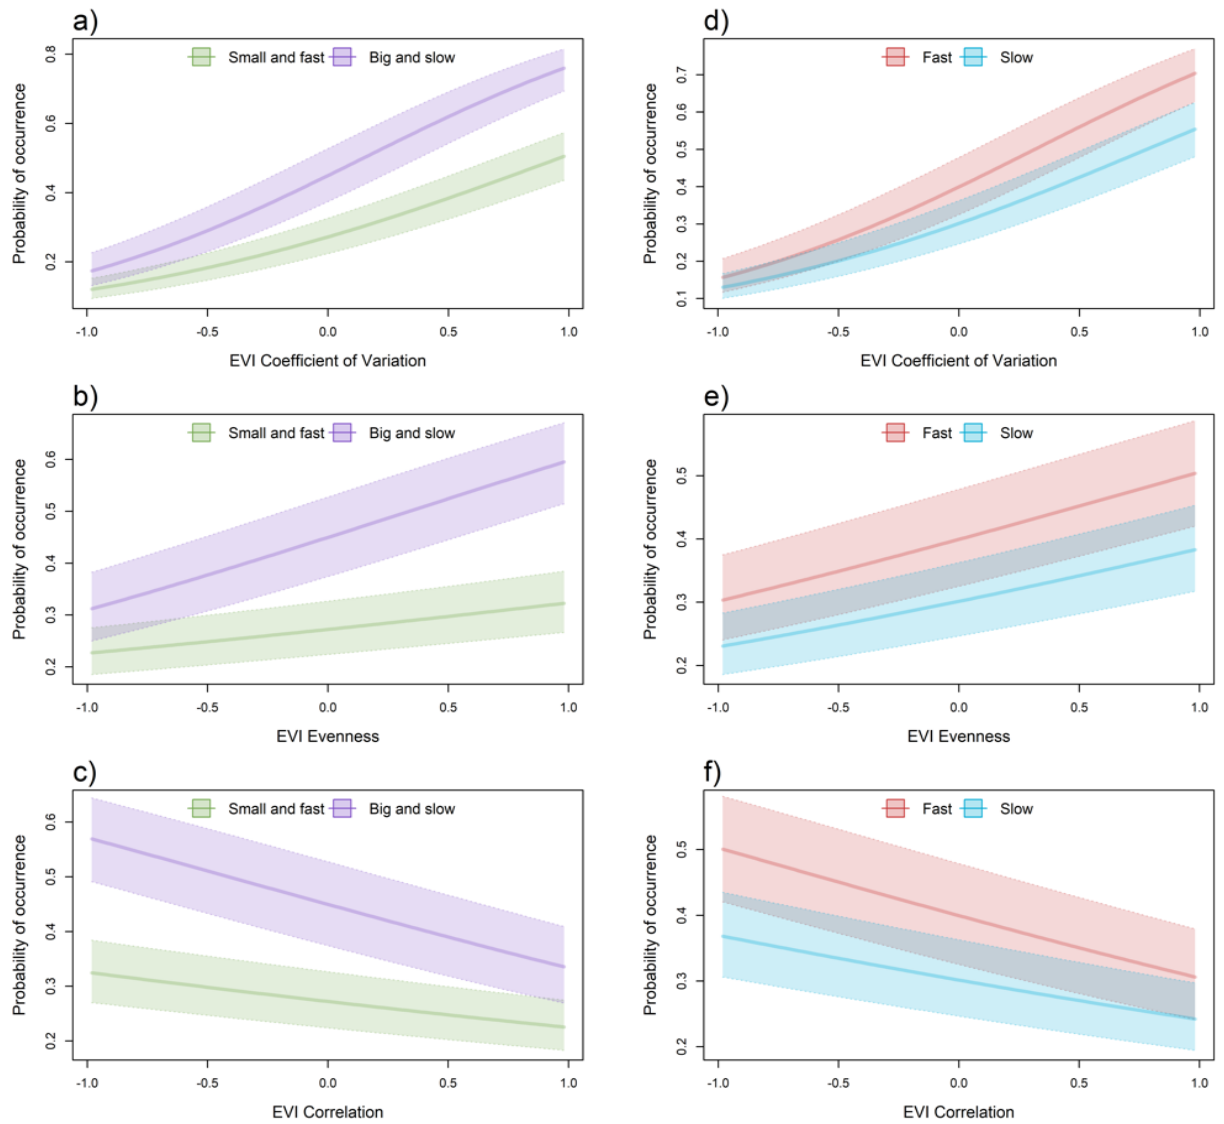 a)
Small and fast Big and slow
Probability of occurrence
0.8
0.6
0.4
0.2
-1.0 -0.5 0.0 0.5 1.0
EVI Coefficient of Variation
d)
Fast Slow
Probability of occurrence
0.7
0.6
0.5
0.4
0.3
0.2
0.1
-1.0 -0.5 0.0 0.5 1.0
EVI Coefficient of Variation
b)
Small and fast Big and slow
Probability of occurrence
0.6
0.5
0.4
0.3
0.2
-1.0 -0.5 0.0 0.5 1.0
EVI Evenness
e)
Fast Slow
Probability of occurrence
0.5
0.4
0.3
0.2
-1.0 -0.5 0.0 0.5 1.0
EVI Evenness
c)
Small and fast Big and slow
Probability of occurrence
0.6
0.5
0.4
0.3
0.2
-1.0 -0.5 0.0 0.5 1.0
EVI Correlation
f)
Fast Slow
Probability of occurrence
0.5
0.4
0.3
0.2
-1.0 -0.5 0.0 0.5 1.0
EVI Correlation